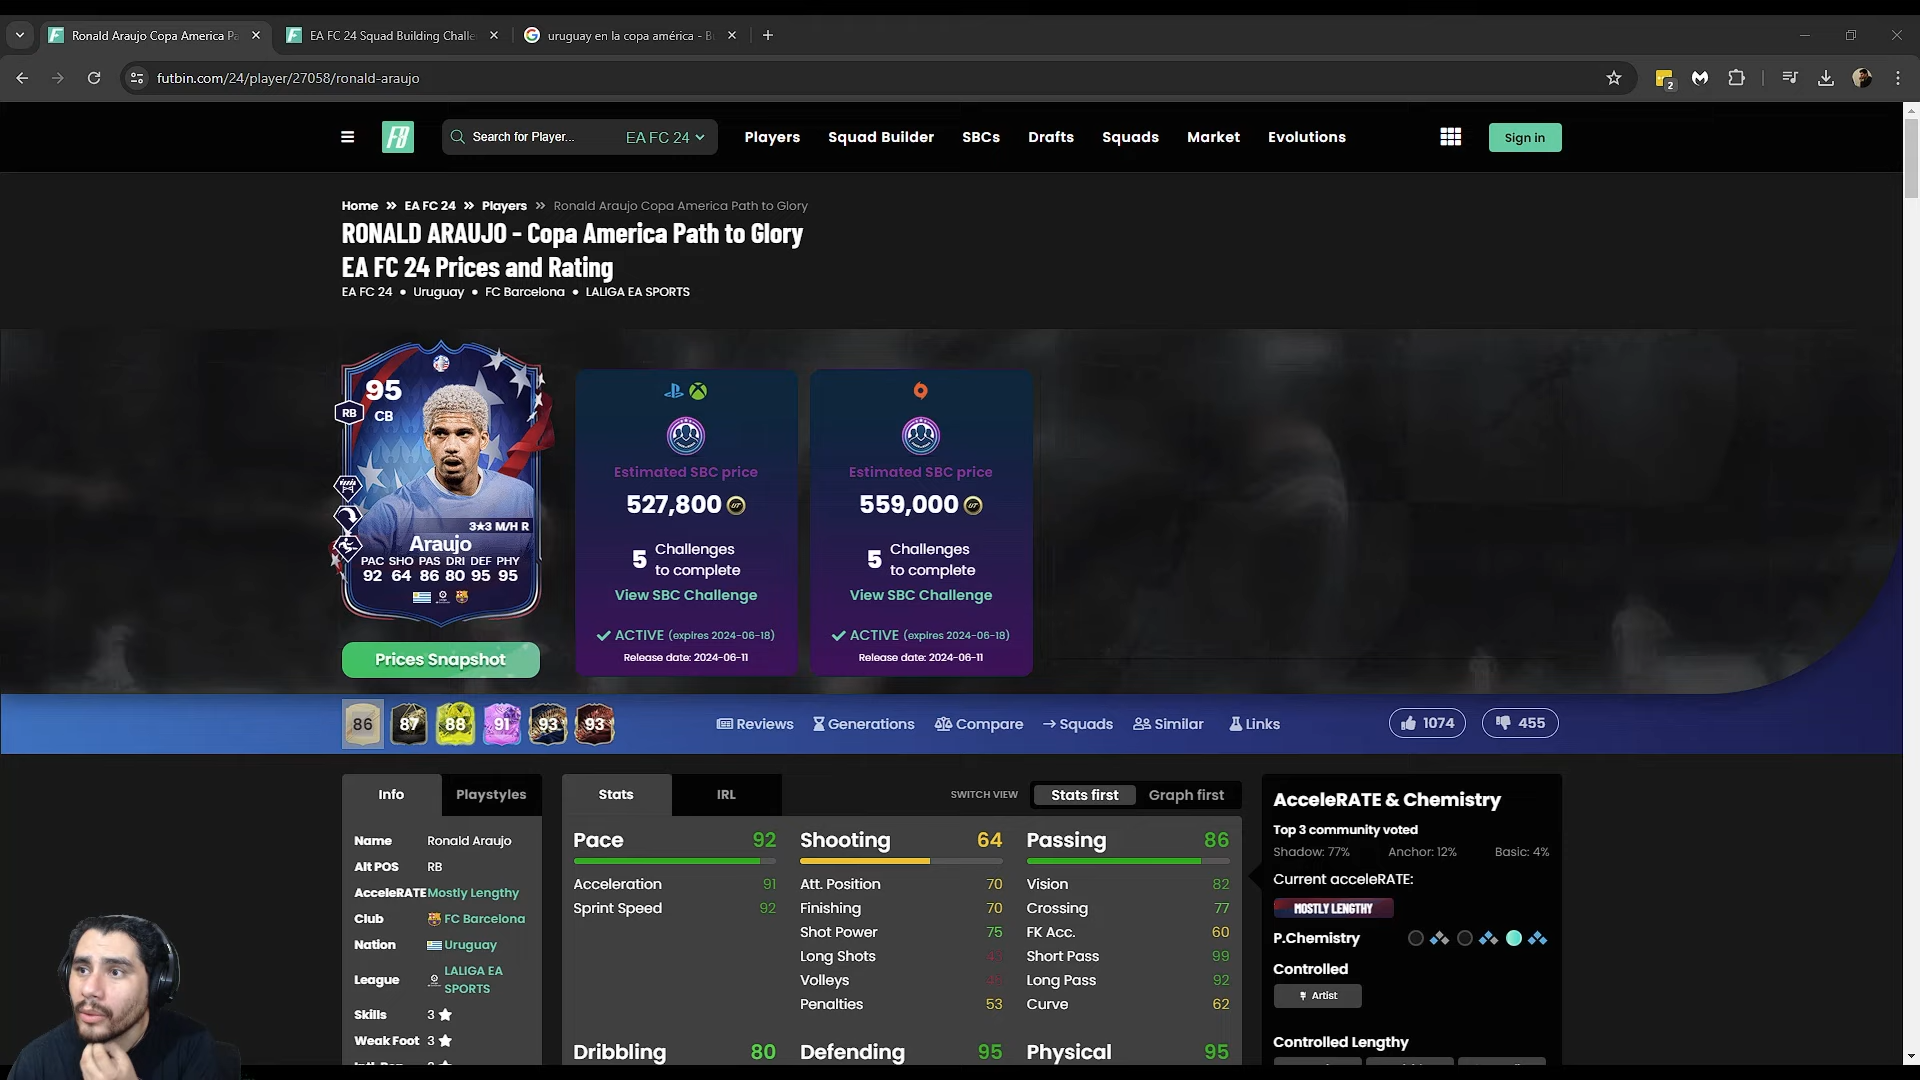 Ronald Araujo Copa America Pa
EA FC 24 Squad Building Challe
uruguay en la copa américa - B
futbin.com/24/player/27058/ronald-araujo
2
Search for Player...
EA FC 24
Players
Squad Builder
SBCs
Drafts
Squads
Market
Evolutions
Sign in
Home » EA FC 24 » Players » Ronald Araujo Copa America Path to Glory
RONALD ARAUJO - Copa America Path to Glory
EA FC 24 Prices and Rating
EA FC 24 • Uruguay • FC Barcelona • LALIGA EA SPORTS
95
CB
RB
3★3 M/H R
Araujo
PAC SHO PAS DRI DEF PHY
92 64 86 80 95 95
Prices Snapshot
Estimated SBC price
527,800
5 Challenges
to complete
View SBC Challenge
ACTIVE (expires 2024-06-18)
Release date: 2024-06-11
Estimated SBC price
559,000
5 Challenges
to complete
View SBC Challenge
ACTIVE (expires 2024-06-18)
Release date: 2024-06-11
86 87 88 91 93 93
Reviews
Generations
Compare
Squads
Similar
Links
1074
455
Info
Playstyles
Name Ronald Araujo
Alt POS RB
AcceleRATE Mostly Lengthy
Club FC Barcelona
Nation Uruguay
League LALIGA EA
SPORTS
Skills 3
Weak Foot 3
Stats
IRL
SWITCH VIEW
Stats first
Graph first
Pace 92
Acceleration 91
Sprint Speed 92
Shooting 64
Att. Position 70
Finishing 70
Shot Power 75
Long Shots
Volleys
Penalties 53
Passing 86
Vision 82
Crossing 77
FK Acc. 60
Short Pass 99
Long Pass 92
Curve 62
Dribbling 80
Defending 95
Physical 95
AcceleRATE & Chemistry
Top 3 community voted
Shadow: 77% Anchor: 12% Basic: 4%
Current acceleRATE:
MOSTLY LENGTHY
P.Chemistry
Controlled
Artist
Controlled Lengthy